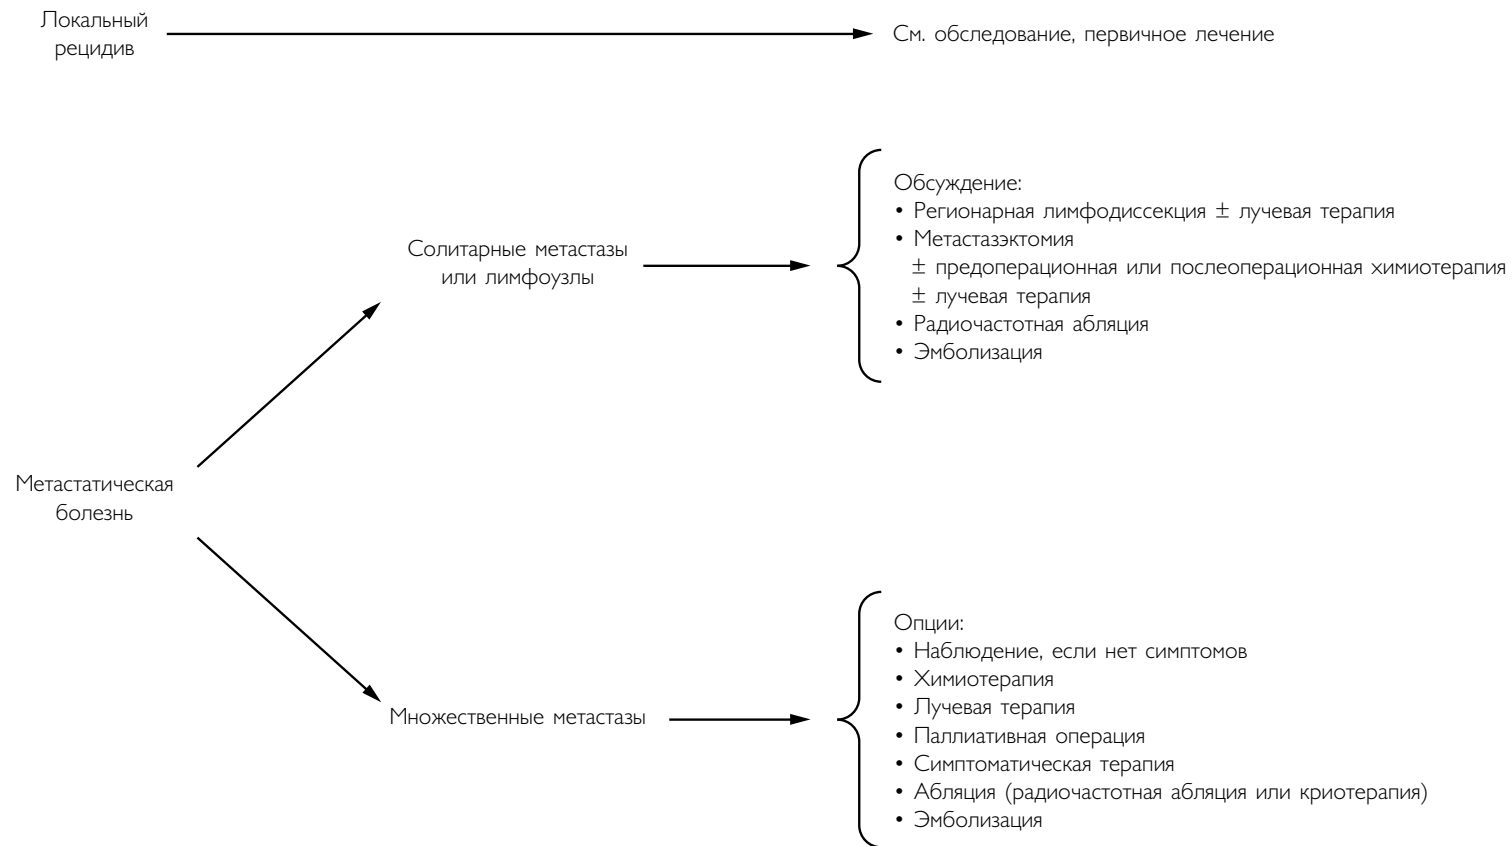 Локальный
рецидив
См. обследование, первичное лечение
Обсуждение:
• Регионарная лимфодиссекция ± лучевая терапия
• Метастазэктомия
± предоперационная или послеоперационная химиотерапия
± лучевая терапия
• Радиочастотная абляция
• Эмболизация
Солитарные метастазы
или лимфоузлы
Метастатическая
болезнь
Множественные метастазы
Опции:
• Наблюдение, если нет симптомов
• Химиотерапия
• Лучевая терапия
• Паллиативная операция
• Симптоматическая терапия
• Абляция (радиочастотная абляция или криотерапия)
• Эмболизация